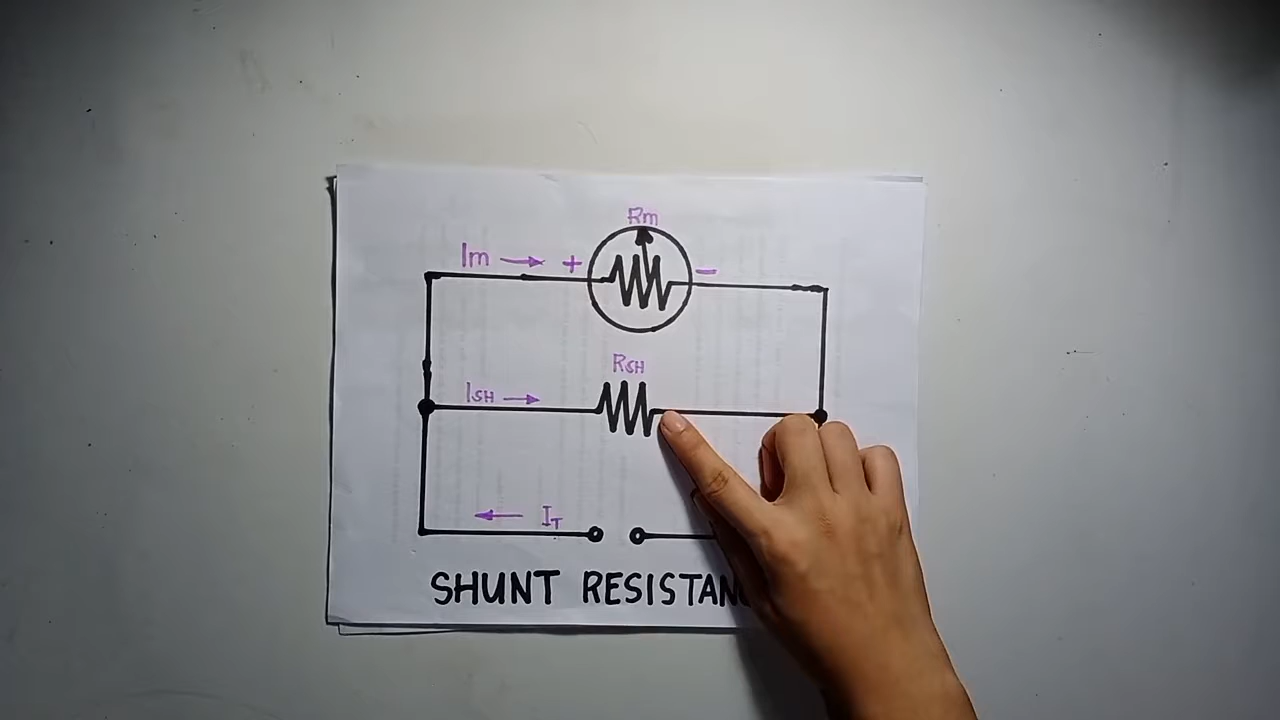 Rm
Im + −
RSH
ISH
IT
SHUNT RESISTAN